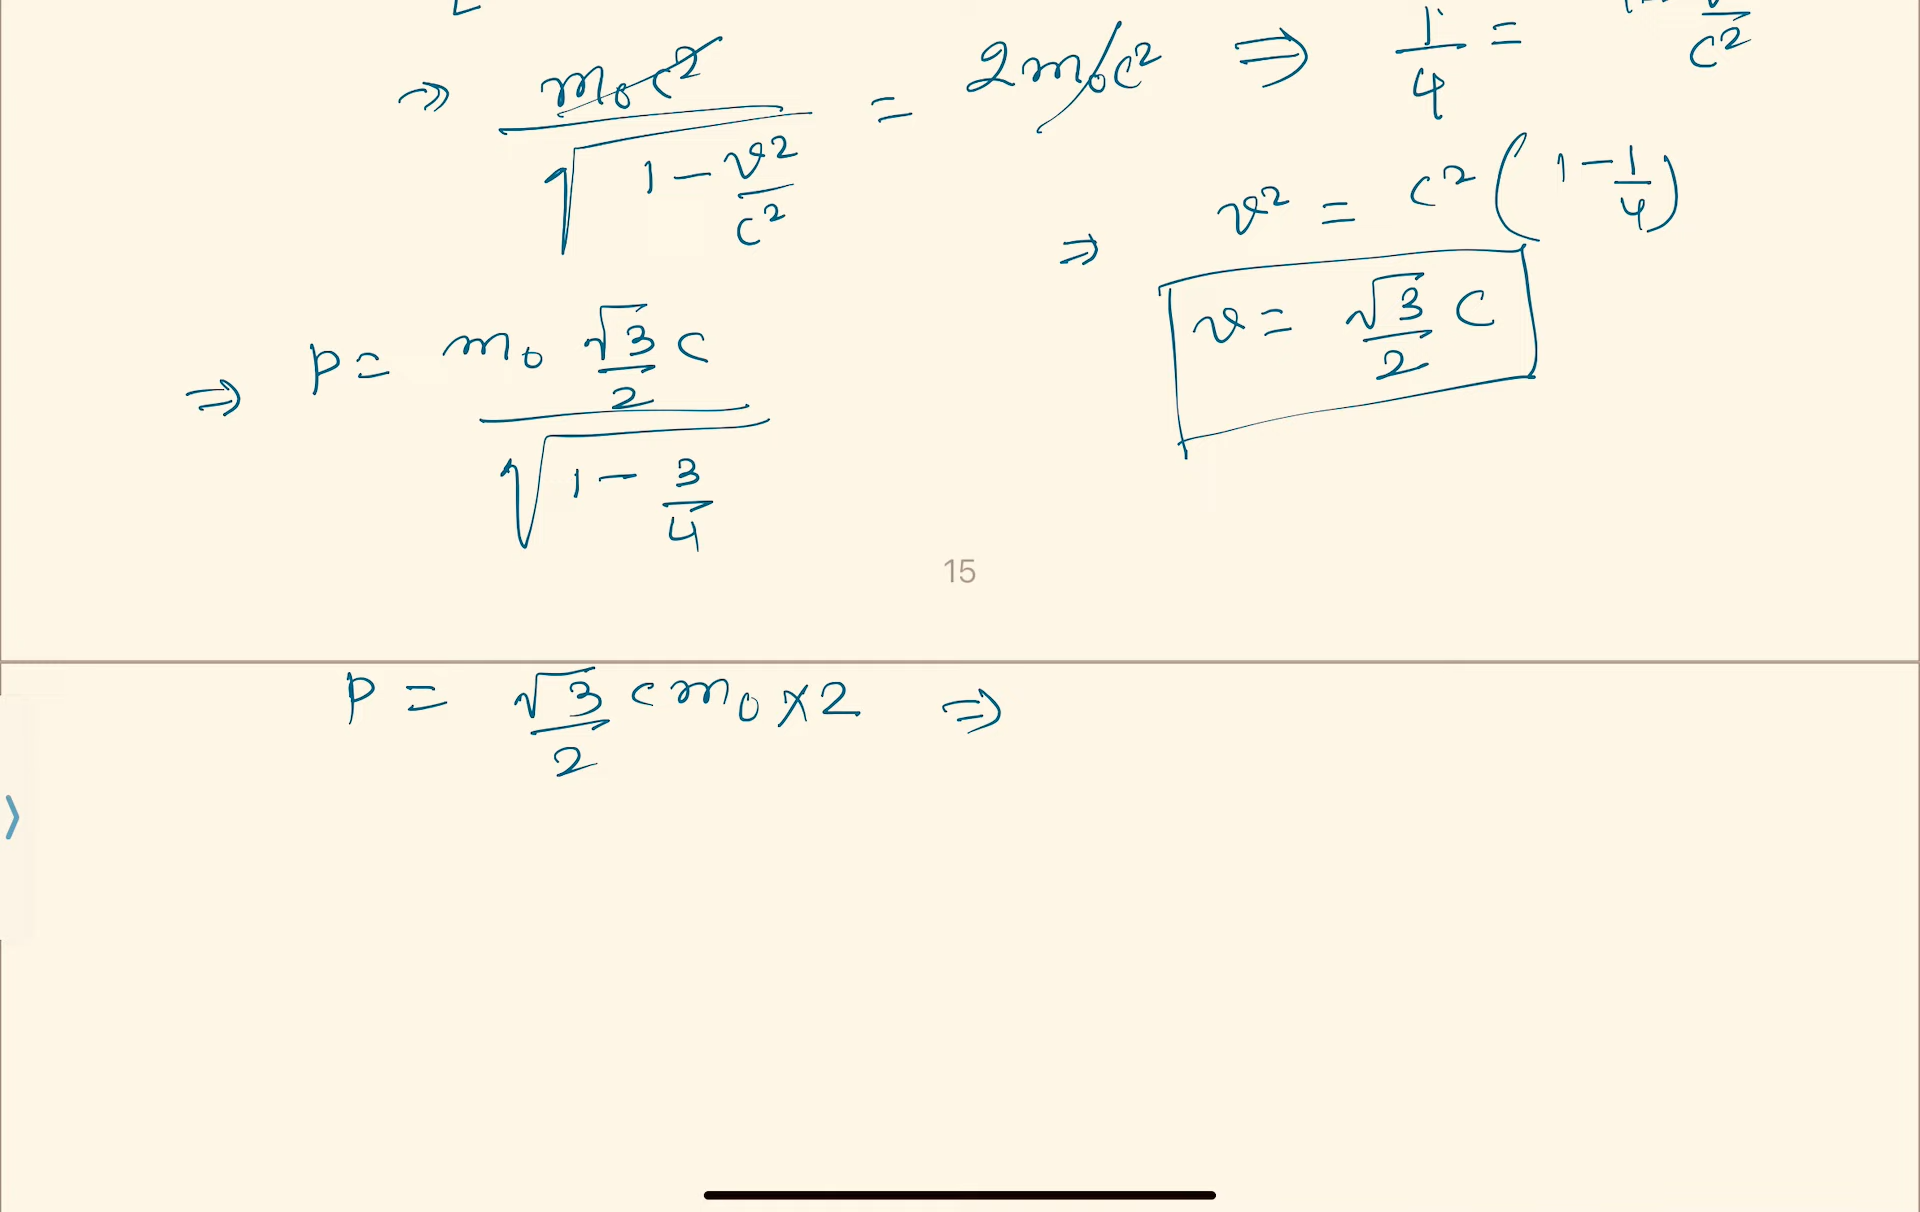 ⇒ m₀c² / √(1 − v²/c²) = 2m₀c² ⇒ 1/4 = c²
⇒ v² = c² (1 − 1/4)
v = √3/2 c
⇒ p = m₀ √3/2 c / √(1 − 3/4)
15
p = √3/2 c m₀ × 2 ⇒